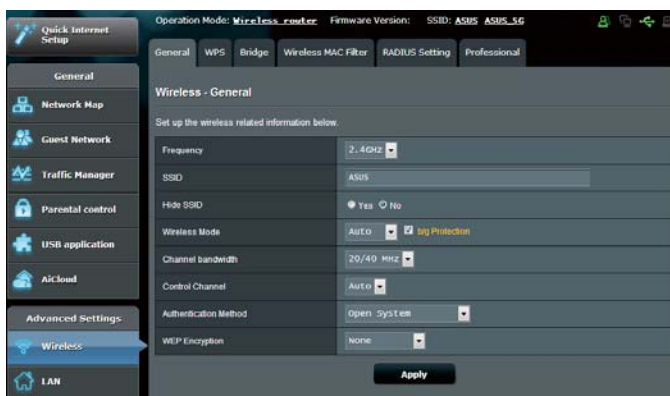 Quick Internet
Setup
Operation Mode: Wireless router Firmware Version: SSID: ASUS ASUS_5G
General WPS Bridge Wireless MAC Filter RADIUS Setting Professional
General
Network Map
Guest Network
Traffic Manager
Parental control
USB application
AiCloud
Advanced Settings
Wireless
LAN
Wireless - General
Set up the wireless related information below.
Frequency 2.4GHz
SSID ASUS
Hide SSID Yes No
Wireless Mode Auto b/g Protection
Channel bandwidth 20/40 MHz
Control Channel Auto
Authentication Method Open System
WEP Encryption None
Apply